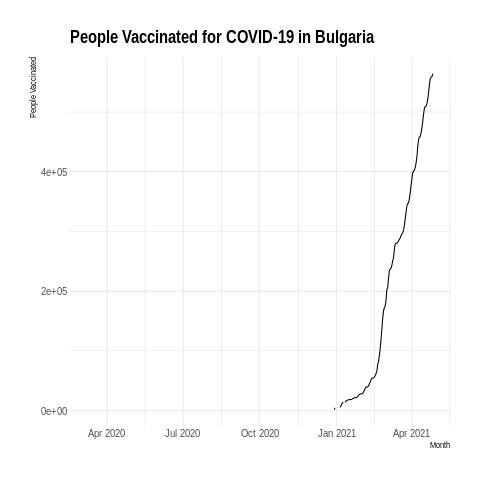 People Vaccinated for COVID-19 in Bulgaria
People Vaccinated
4e+05
2e+05
0e+00
Apr 2020 Jul 2020 Oct 2020 Jan 2021 Apr 2021
Month